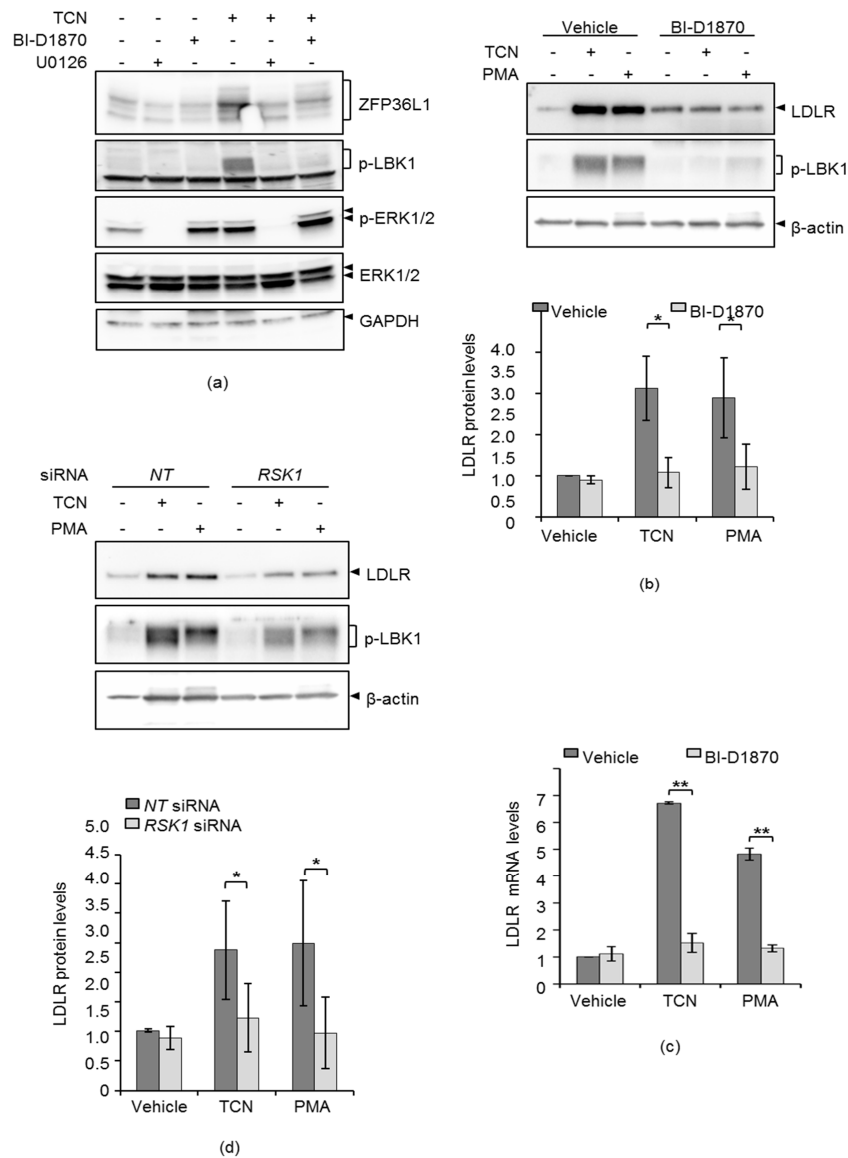 TCN - - - + + +
BI-D1870 - - + - - +
U0126 - + - - + -
ZFP36L1
p-LBK1
p-ERK1/2
ERK1/2
GAPDH
(a)
Vehicle BI-D1870
TCN - + - - + -
PMA - - + - - +
LDLR
p-LBK1
β-actin
Vehicle BI-D1870
* *
LDLR protein levels
4.0
3.5
3.0
2.5
2.0
1.5
1.0
0.5
0
Vehicle TCN PMA
(b)
siRNA NT RSK1
TCN - + - - + -
PMA - - + - - +
LDLR
p-LBK1
β-actin
NT siRNA
RSK1 siRNA
* *
LDLR protein levels
5.0
4.5
4.0
3.5
3.0
2.5
2.0
1.5
1.0
0.5
0
Vehicle TCN PMA
(d)
Vehicle BI-D1870
** **
LDLR mRNA levels
7
6
5
4
3
2
1
0
Vehicle TCN PMA
(c)